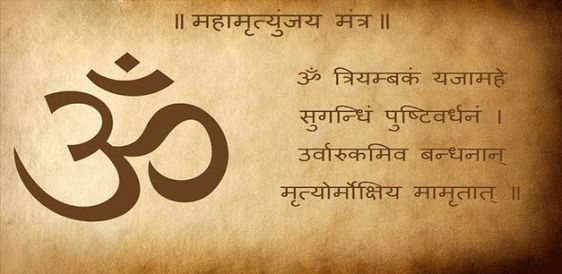 ॥ महामृत्युंजय मंत्र ॥
ॐ
ॐ त्रियम्बकं यजामहे
सुगन्धिं पुष्टिवर्धनं ।
उर्वारुकमिव बन्धनान्
मृत्योर्मोक्षिय मामृतात् ॥